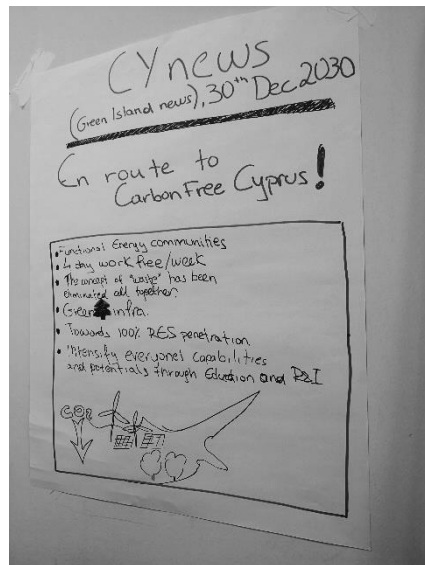 CYnews
(Green Island news), 30th Dec 2030
En route to
Carbon Free Cyprus!
• Functional Energy communities
• 4 day work free/week
• The concept of "waste" has been
eliminated all together?
• Green infra.
• Towards 100% RES penetration
• Intensify everyone's capabilities
and potentials through Education and R&I
CO2